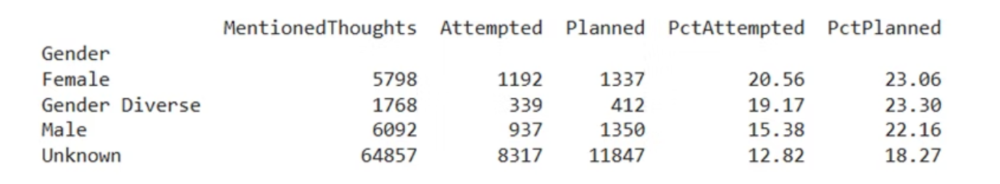 MentionedThoughts Attempted Planned PctAttempted PctPlanned
Gender
Female 5798 1192 1337 20.56 23.06
Gender Diverse 1768 339 412 19.17 23.30
Male 6092 937 1350 15.38 22.16
Unknown 64857 8317 11847 12.82 18.27